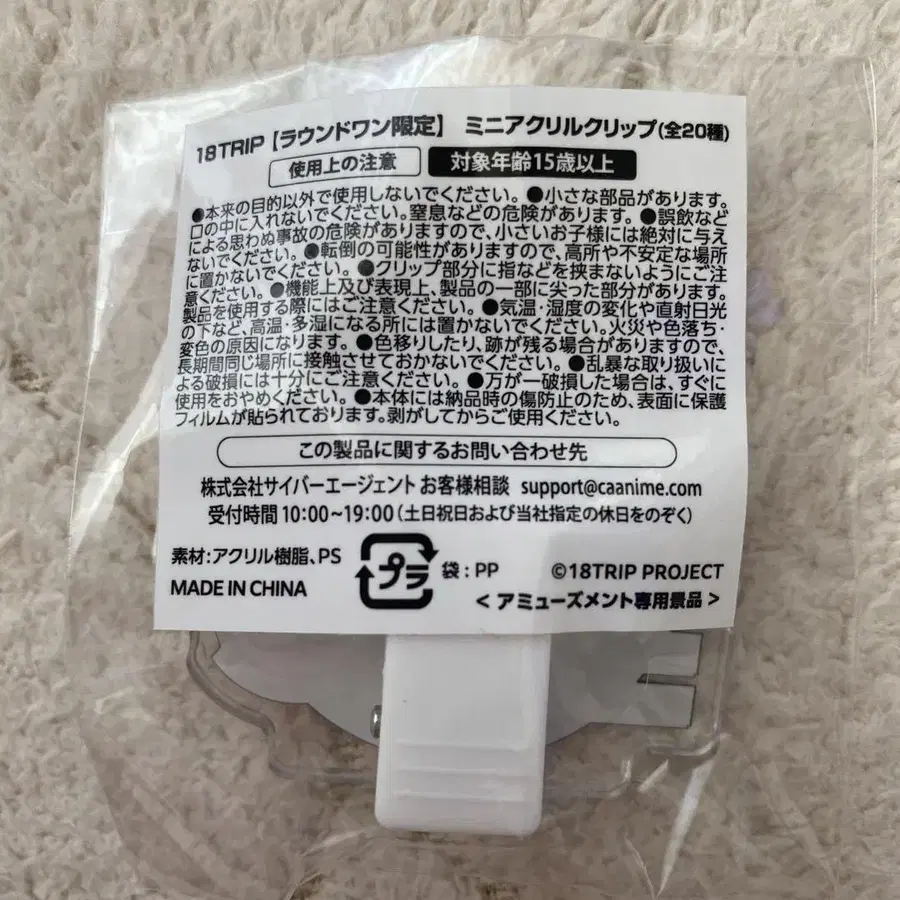 18TRIP【ラウンドワン限定】 ミニアクリルクリップ(全20種)
使用上の注意 対象年齢15歳以上
●本来の目的以外で使用しないでください。●小さな部品があります。
口の中に入れないでください。窒息などの危険があります。●誤飲など
による思わぬ事故の危険がありますので、小さいお子様には絶対に与え
ないでください。●転倒の可能性がありますので、高所や不安定な場所
に置かないでください。●クリップ部分に指などを挟まないようにご注
意ください。●機能上及び表現上、製品の一部に尖った部分があります。
製品を使用する際にはご注意ください。●気温・湿度の変化や直射日光
の下など、高温・多湿になる所には置かないでください。火災や色落ち・
変色の原因になります。●色移りしたり、跡が残る場合がありますので、
長期間同じ場所に接触させておかないでください。●乱暴な取り扱いに
よる破損には十分にご注意ください。●万が一破損した場合は、すぐに
使用をおやめください。●本体には納品時の傷防止のため、表面に保護
フィルムが貼られております。剥がしてからご使用ください。
この製品に関するお問い合わせ先
株式会社サイバーエージェント お客様相談 support@caanime.com
受付時間 10:00~19:00(土日祝日および当社指定の休日をのぞく)
素材:アクリル樹脂、PS
MADE IN CHINA
プラ
袋:PP
©18TRIP PROJECT
<アミューズメント専用景品>